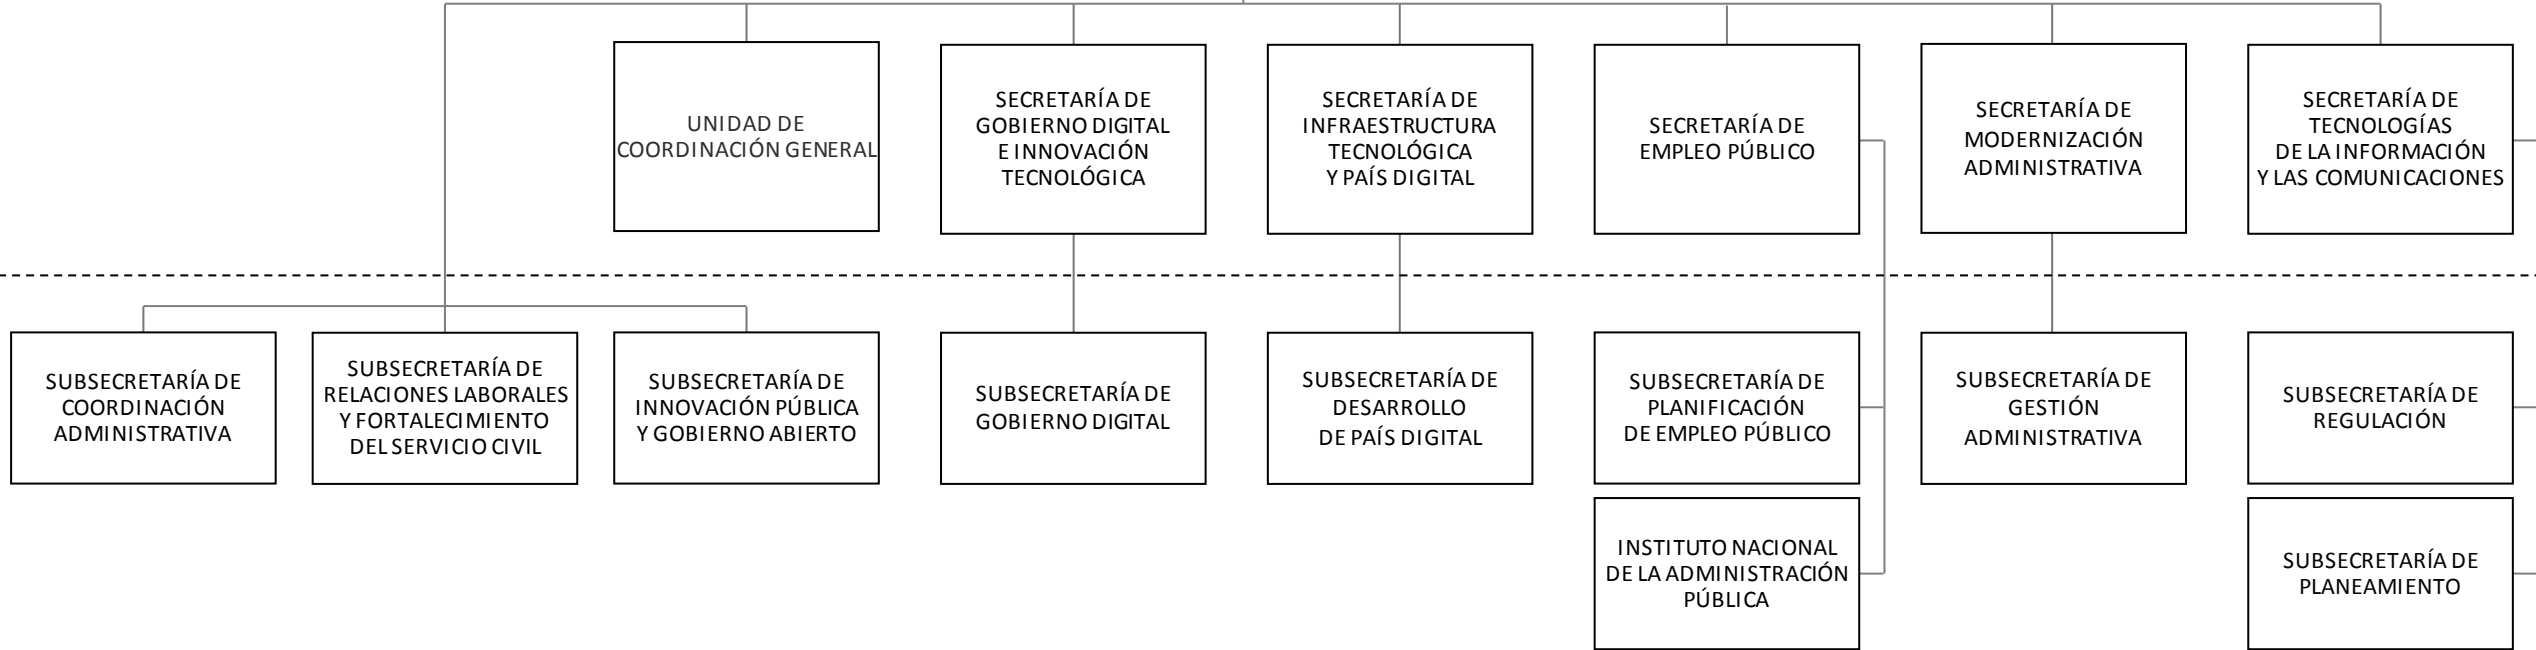 UNIDAD DE
COORDINACIÓN GENERAL
SECRETARÍA DE
GOBIERNO DIGITAL
E INNOVACIÓN
TECNOLÓGICA
SECRETARÍA DE
INFRAESTRUCTURA
TECNOLÓGICA
Y PAÍS DIGITAL
SECRETARÍA DE
EMPLEO PÚBLICO
SECRETARÍA DE
MODERNIZACIÓN
ADMINISTRATIVA
SECRETARÍA DE
TECNOLOGÍAS
DE LA INFORMACIÓN
Y LAS COMUNICACIONES
SUBSECRETARÍA DE
COORDINACIÓN
ADMINISTRATIVA
SUBSECRETARÍA DE
RELACIONES LABORALES
Y FORTALECIMIENTO
DEL SERVICIO CIVIL
SUBSECRETARÍA DE
INNOVACIÓN PÚBLICA
Y GOBIERNO ABIERTO
SUBSECRETARÍA DE
GOBIERNO DIGITAL
SUBSECRETARÍA DE
DESARROLLO
DE PAÍS DIGITAL
SUBSECRETARÍA DE
PLANIFICACIÓN
DE EMPLEO PÚBLICO
SUBSECRETARÍA DE
GESTIÓN
ADMINISTRATIVA
SUBSECRETARÍA DE
REGULACIÓN
INSTITUTO NACIONAL
DE LA ADMINISTRACIÓN
PÚBLICA
SUBSECRETARÍA DE
PLANEAMIENTO